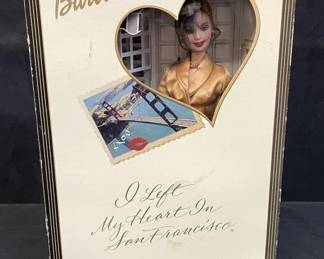 I Left
My Heart In
San Francisco®